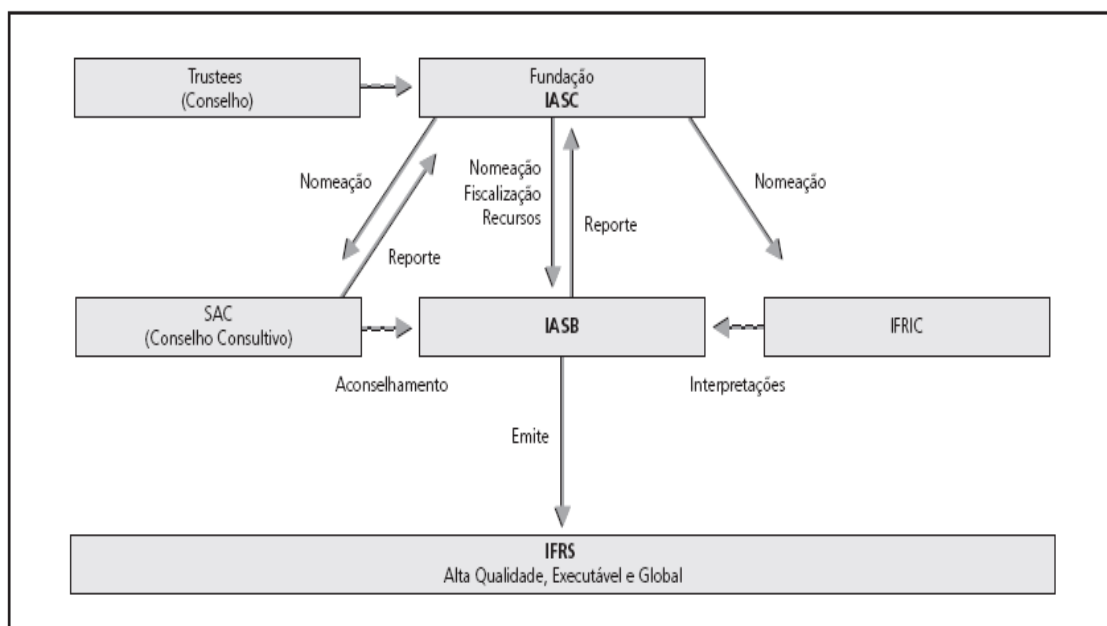 Trustees
(Conselho)
Fundação
IASC
Nomeação
Nomeação
Fiscalização
Recursos
Reporte
Nomeação
Reporte
SAC
(Conselho Consultivo)
IASB
IFRIC
Aconselhamento
Interpretações
Emite
IFRS
Alta Qualidade, Executável e Global